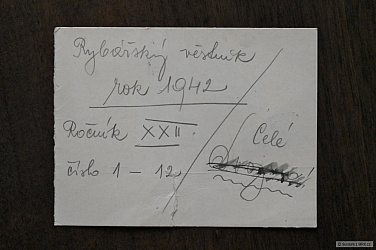 Rybářský věstník
rok 1942
Ročník XXII
číslo 1 - 12
Celé